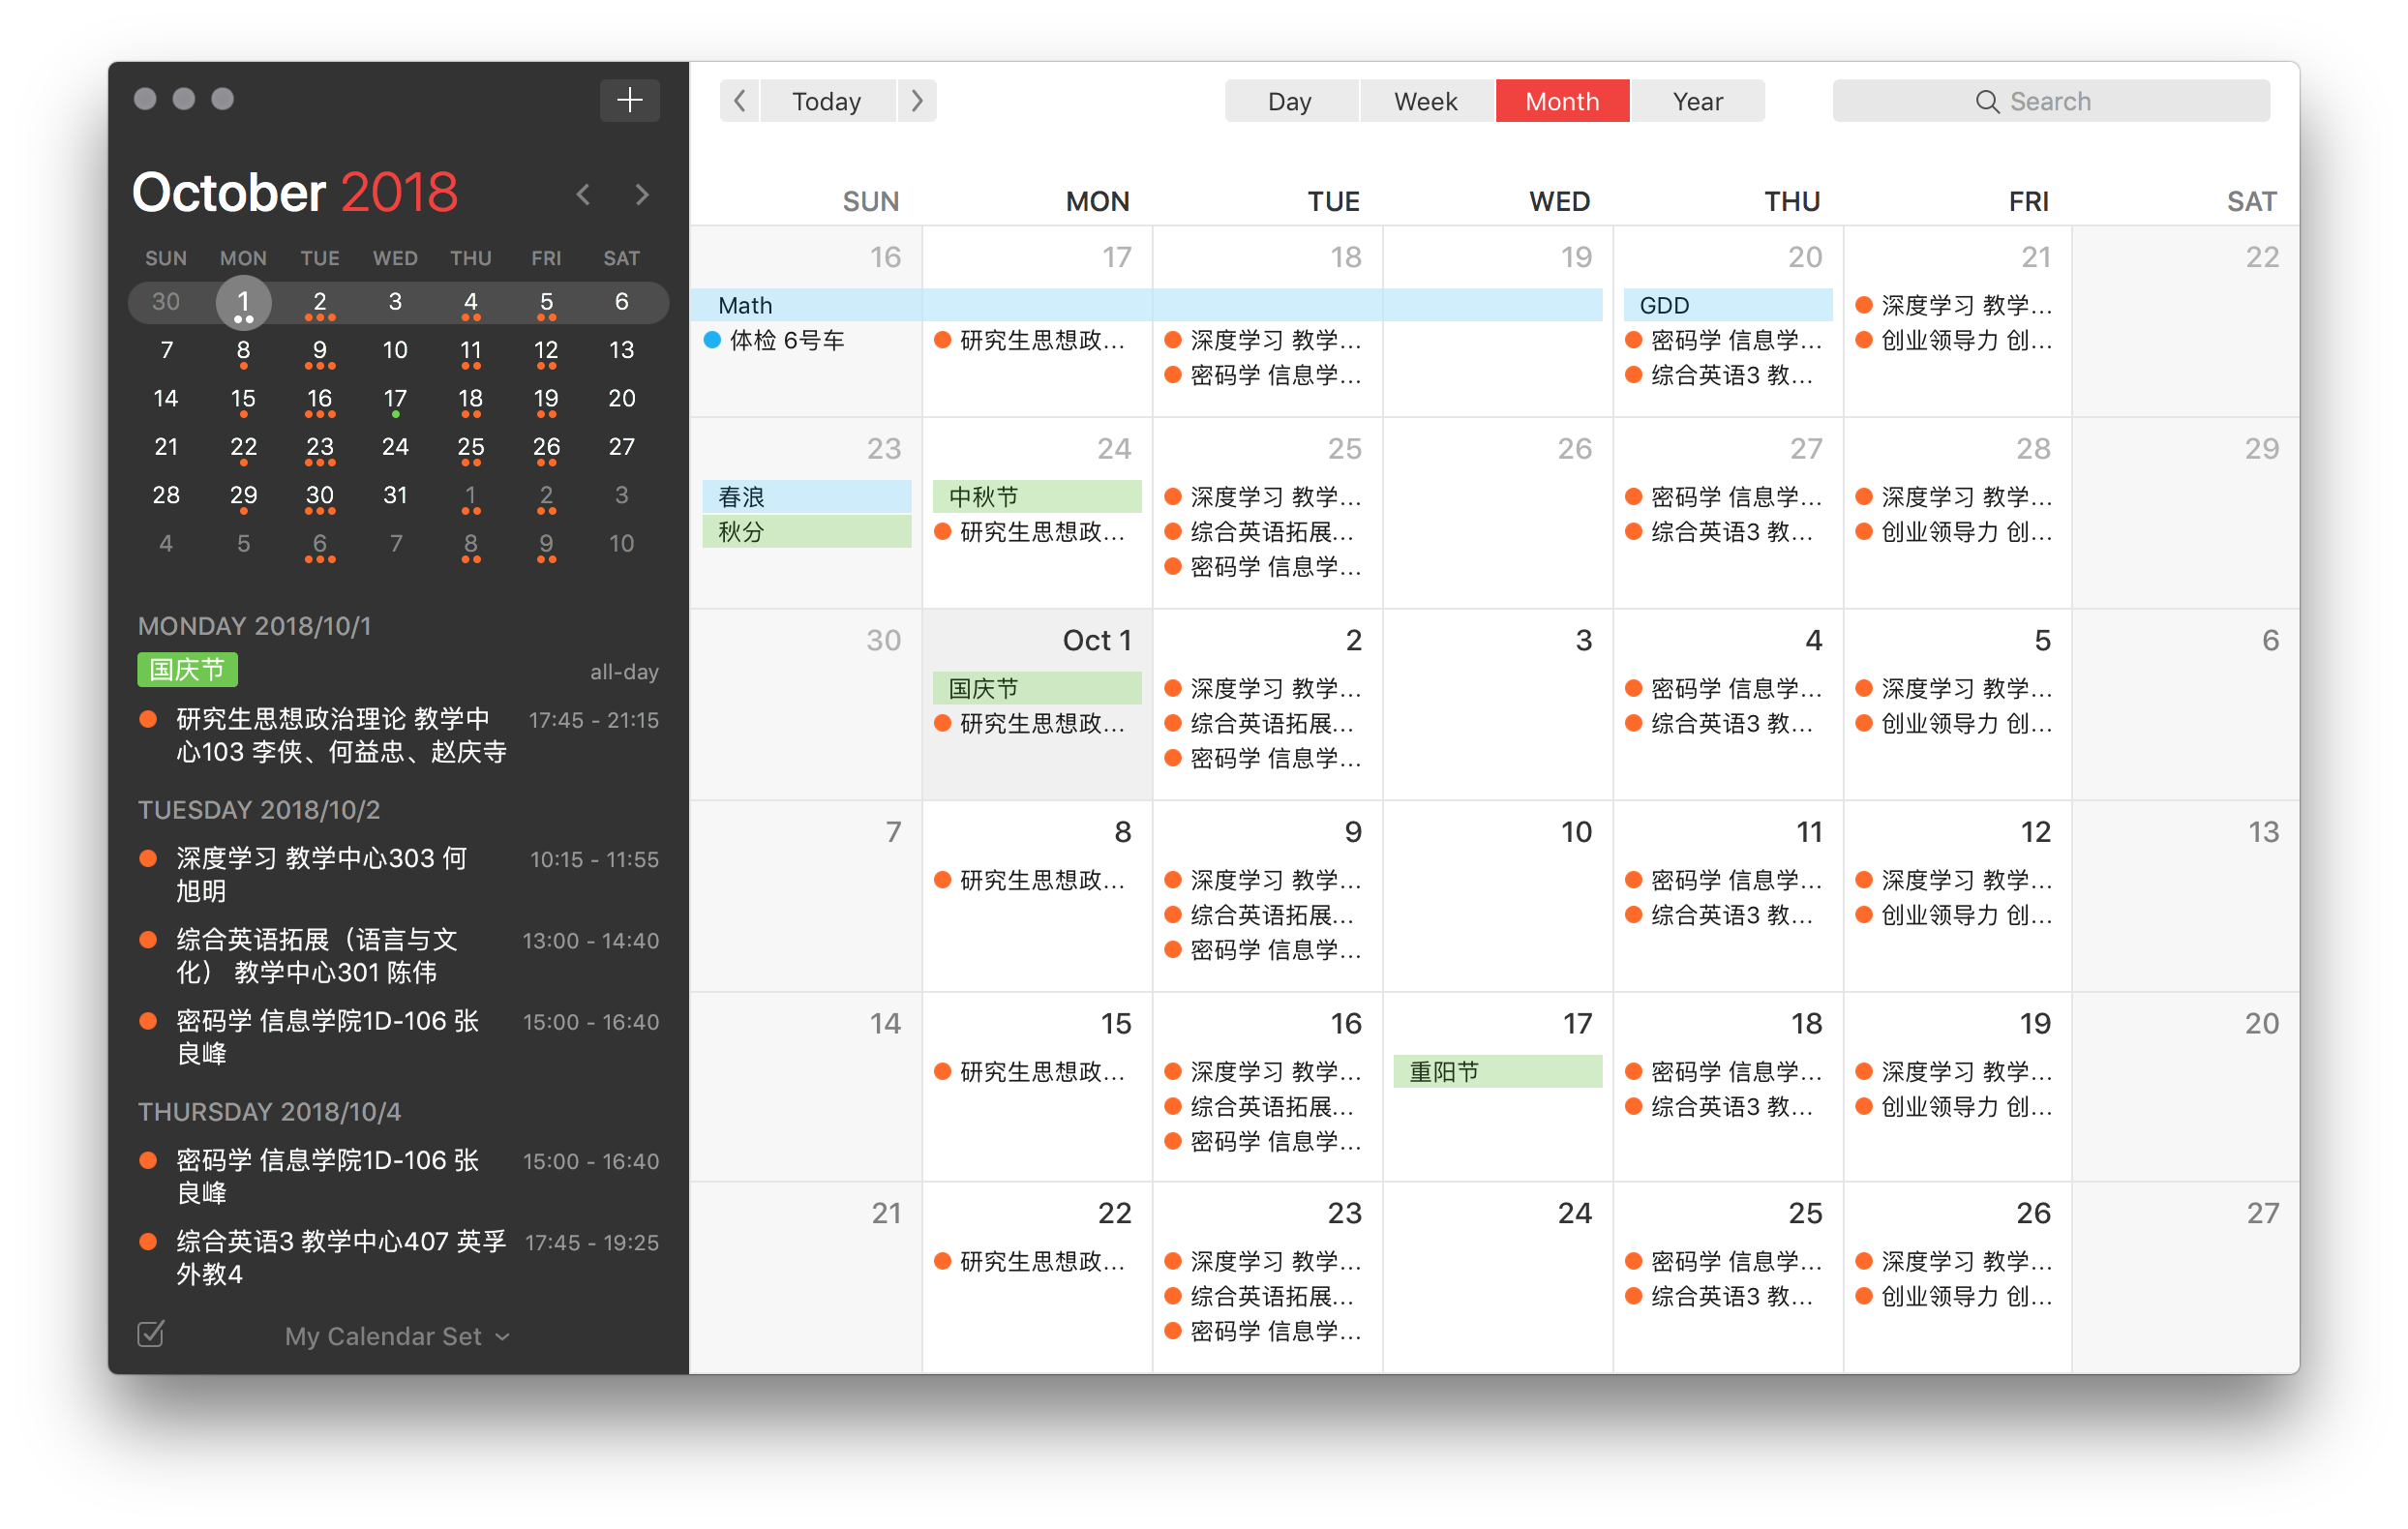 October 2018
SUN MON TUE WED THU FRI SAT
30 1 2 3 4 5 6
7 8 9 10 11 12 13
14 15 16 17 18 19 20
21 22 23 24 25 26 27
28 29 30 31 1 2 3
4 5 6 7 8 9 10
MONDAY 2018/10/1
国庆节 all-day
研究生思想政治理论 教学中 17:45 - 21:15
心103 李侠、何益忠、赵庆寺
TUESDAY 2018/10/2
深度学习 教学中心303 何 10:15 - 11:55
旭明
综合英语拓展（语言与文 13:00 - 14:40
化） 教学中心301 陈伟
密码学 信息学院1D-106 张 15:00 - 16:40
良峰
THURSDAY 2018/10/4
密码学 信息学院1D-106 张 15:00 - 16:40
良峰
综合英语3 教学中心407 英孚 17:45 - 19:25
外教4
My Calendar Set
Today Day Week Month Year Search
SUN MON TUE WED THU FRI SAT
16 17 18 19 20 21 22
Math GDD 深度学习 教学...
体检 6号车 研究生思想政... 深度学习 教学... 密码学 信息学... 创业领导力 创...
密码学 信息学... 综合英语3 教...
23 24 25 26 27 28 29
春浪 中秋节 深度学习 教学... 密码学 信息学... 深度学习 教学...
秋分 研究生思想政... 综合英语拓展... 综合英语3 教... 创业领导力 创...
密码学 信息学...
30 Oct 1 2 3 4 5 6
国庆节 深度学习 教学... 密码学 信息学... 深度学习 教学...
研究生思想政... 综合英语拓展... 综合英语3 教... 创业领导力 创...
密码学 信息学...
7 8 9 10 11 12 13
研究生思想政... 深度学习 教学... 密码学 信息学... 深度学习 教学...
综合英语拓展... 综合英语3 教... 创业领导力 创...
密码学 信息学...
14 15 16 17 18 19 20
研究生思想政... 深度学习 教学... 重阳节 密码学 信息学... 深度学习 教学...
综合英语拓展... 综合英语3 教... 创业领导力 创...
密码学 信息学...
21 22 23 24 25 26 27
研究生思想政... 深度学习 教学... 密码学 信息学... 深度学习 教学...
综合英语拓展... 综合英语3 教... 创业领导力 创...
密码学 信息学...